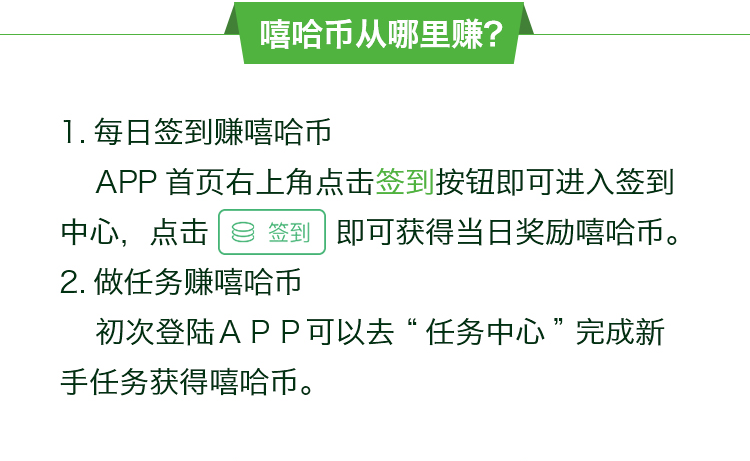 嘻哈币从哪里赚?
1. 每日签到赚嘻哈币
APP 首页右上角点击签到按钮即可进入签到
中心，点击 签到 即可获得当日奖励嘻哈币。
2. 做任务赚嘻哈币
初次登陆ＡＰＰ可以去“任务中心”完成新
手任务获得嘻哈币。